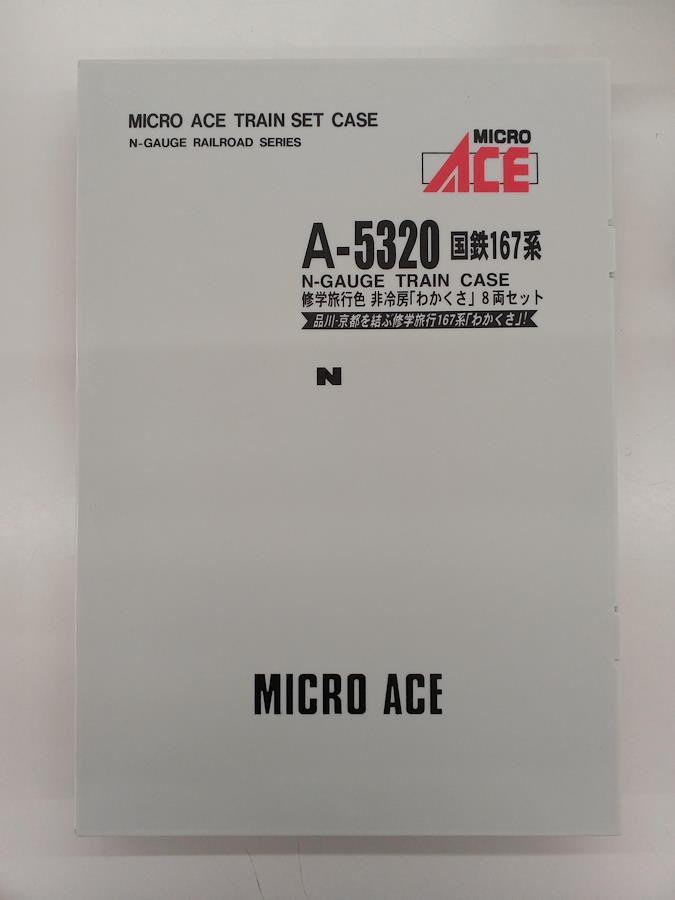 MICRO ACE TRAIN SET CASE
N-GAUGE RAILROAD SERIES
MICRO
ACE
A-5320 国鉄167系
N-GAUGE TRAIN CASE
修学旅行色 非冷房「わかくさ」8両セット
品川-京都を結ぶ修学旅行167系「わかくさ」!
N
MICRO ACE